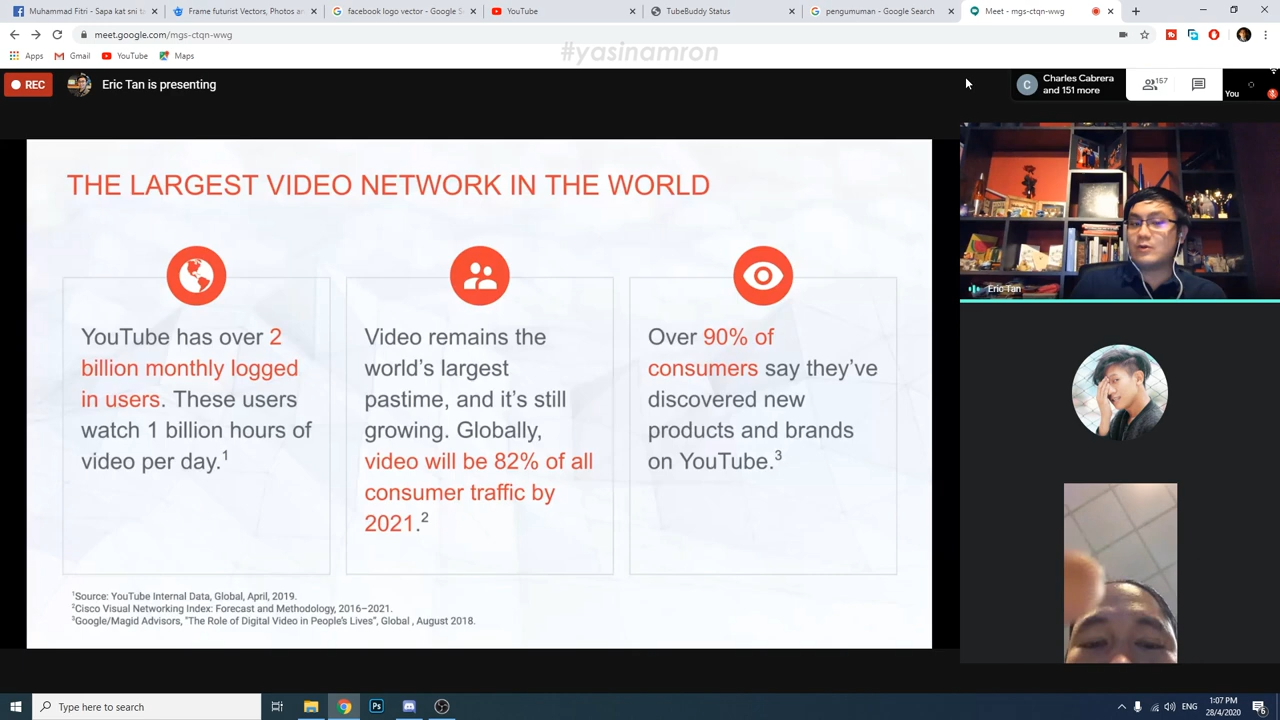 Muhammad Fitri - Sapa kat sni ta
Frame futurist Vectors, Photos an
facebook logo vector - Google Se
YouTube
TubeBuddy Status
pengumuman - Google Search
Meet - mgs-ctqn-wwg
meet.google.com/mgs-ctqn-wwg
Apps
Gmail
YouTube
Maps
#yasinamron
REC
Eric Tan is presenting
C
Charles Cabrera
and 151 more
157
You
THE LARGEST VIDEO NETWORK IN THE WORLD
YouTube has over 2
billion monthly logged
in users. These users
watch 1 billion hours of
video per day.1
Video remains the
world's largest
pastime, and it's still
growing. Globally,
video will be 82% of all
consumer traffic by
2021.2
Over 90% of
consumers say they've
discovered new
products and brands
on YouTube.3
1Source: YouTube Internal Data, Global, April, 2019.
2Cisco Visual Networking Index: Forecast and Methodology, 2016–2021.
3Google/Magid Advisors, "The Role of Digital Video in People's Lives", Global , August 2018.
Eric Tan
Type here to search
Ps
ENG
1:07 PM
28/4/2020
6